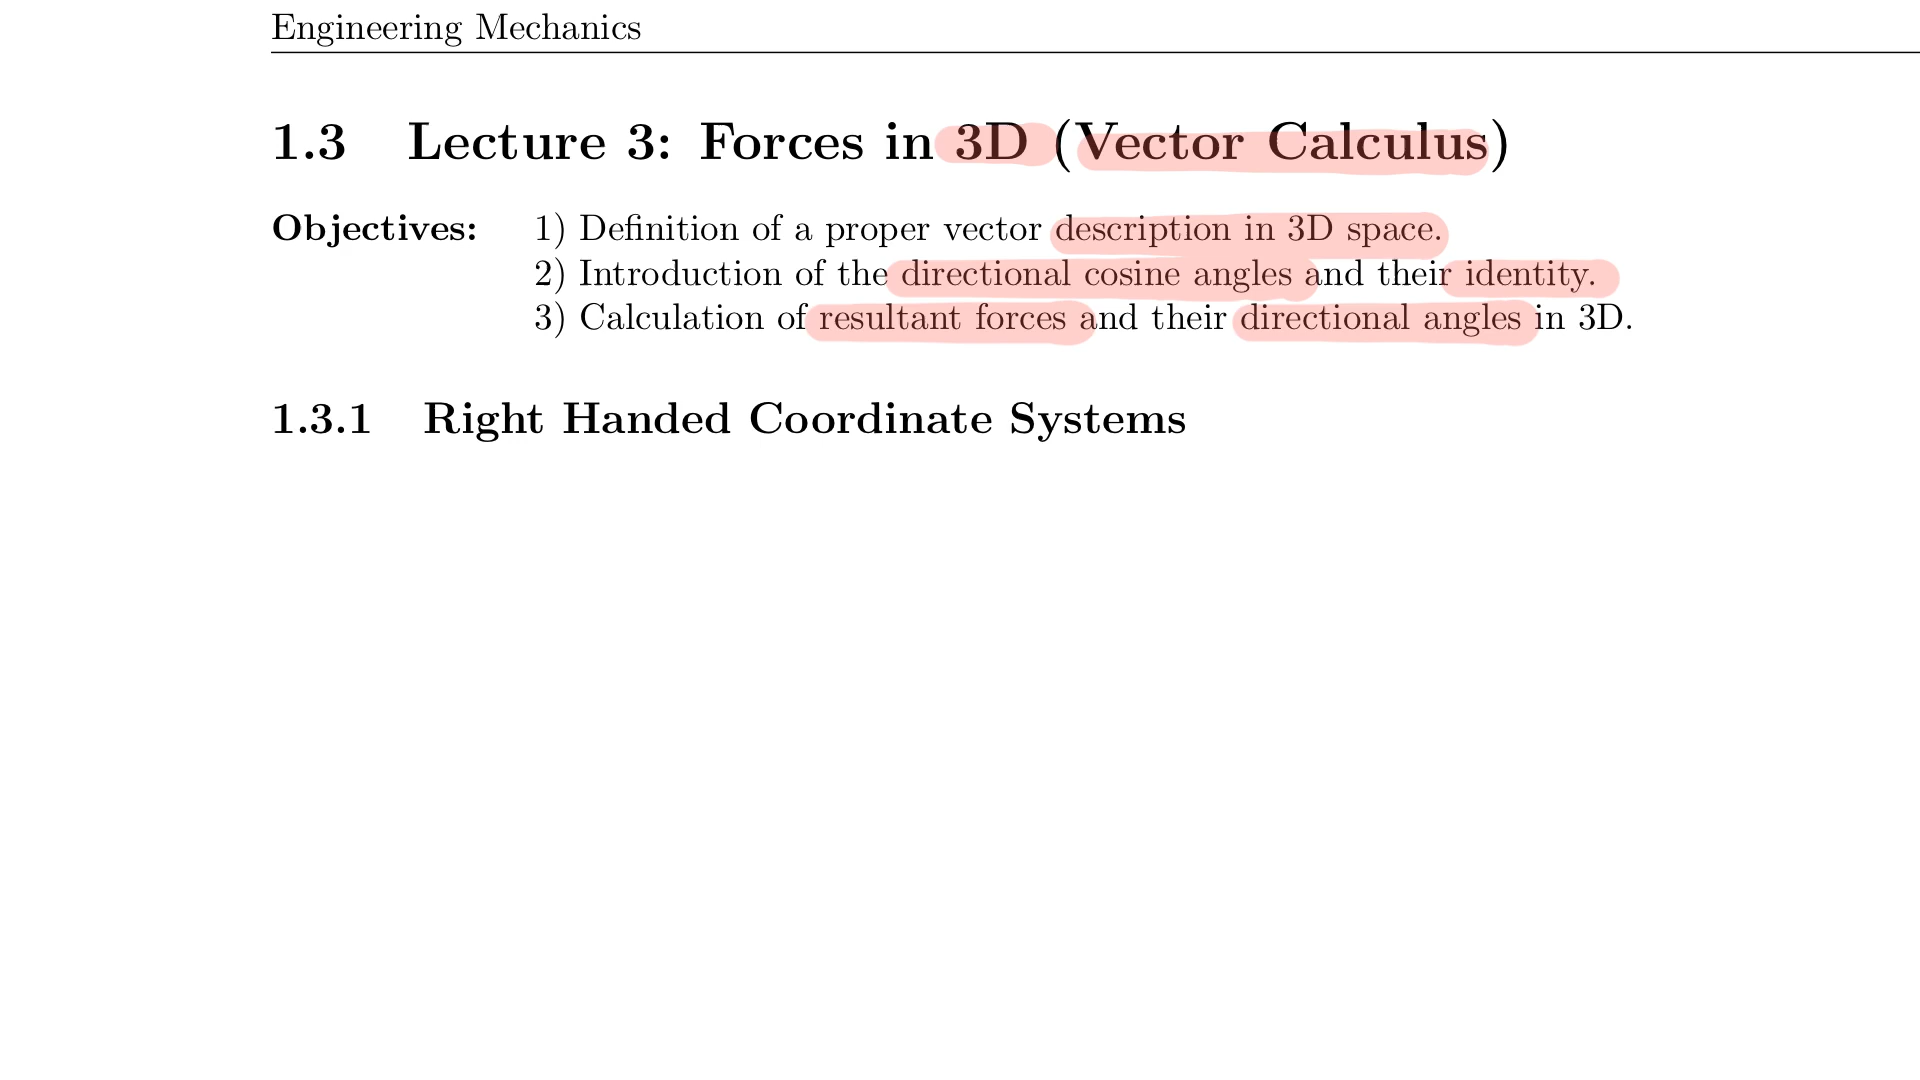 Engineering Mechanics
1.3 Lecture 3: Forces in 3D (Vector Calculus)
Objectives: 1) Definition of a proper vector description in 3D space.
2) Introduction of the directional cosine angles and their identity.
3) Calculation of resultant forces and their directional angles in 3D.
1.3.1 Right Handed Coordinate Systems